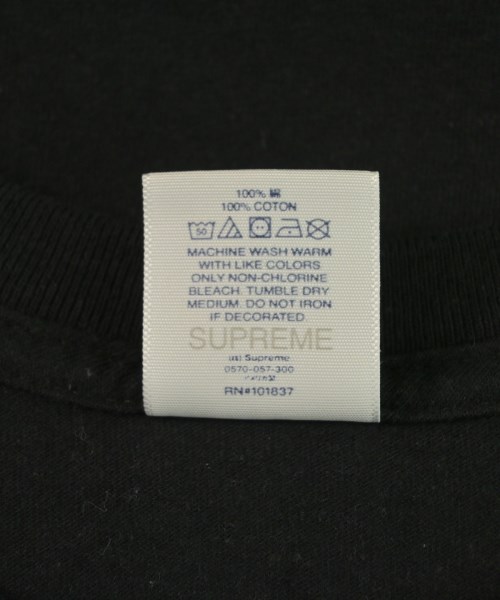 100% 綿
100% COTON
50
MACHINE WASH WARM
WITH LIKE COLORS
ONLY NON-CHLORINE
BLEACH. TUMBLE DRY
MEDIUM. DO NOT IRON
IF DECORATED.
SUPREME
Supreme
0570-057-300
RN#101837